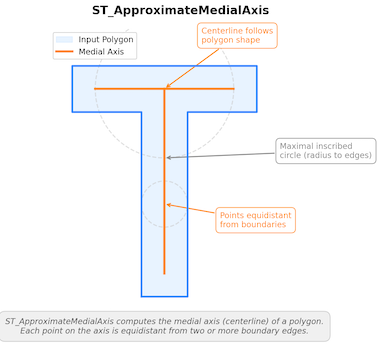 ST_ApproximateMedialAxis
Centerline follows
polygon shape
Input Polygon
Medial Axis
Maximal inscribed
circle (radius to edges)
Points equidistant
from boundaries
ST_ApproximateMedialAxis computes the medial axis (centerline) of a polygon.
Each point on the axis is equidistant from two or more boundary edges.